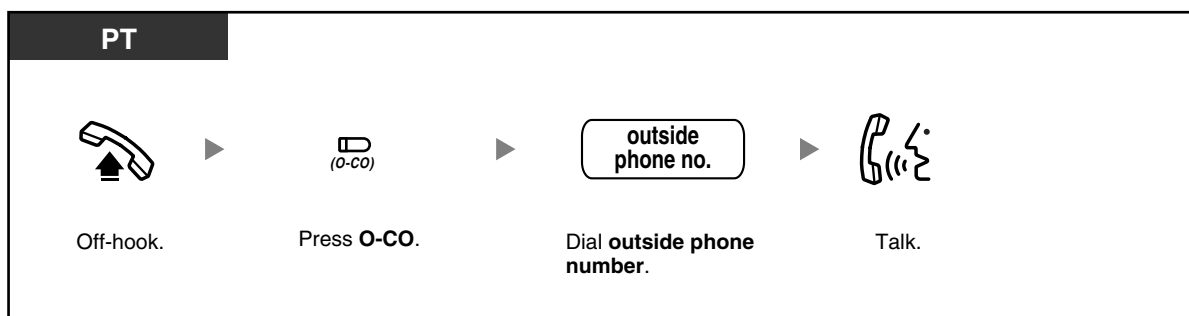 PT
(O-CO)
outside
phone no.
Off-hook.
Press O-CO.
Dial outside phone
number.
Talk.